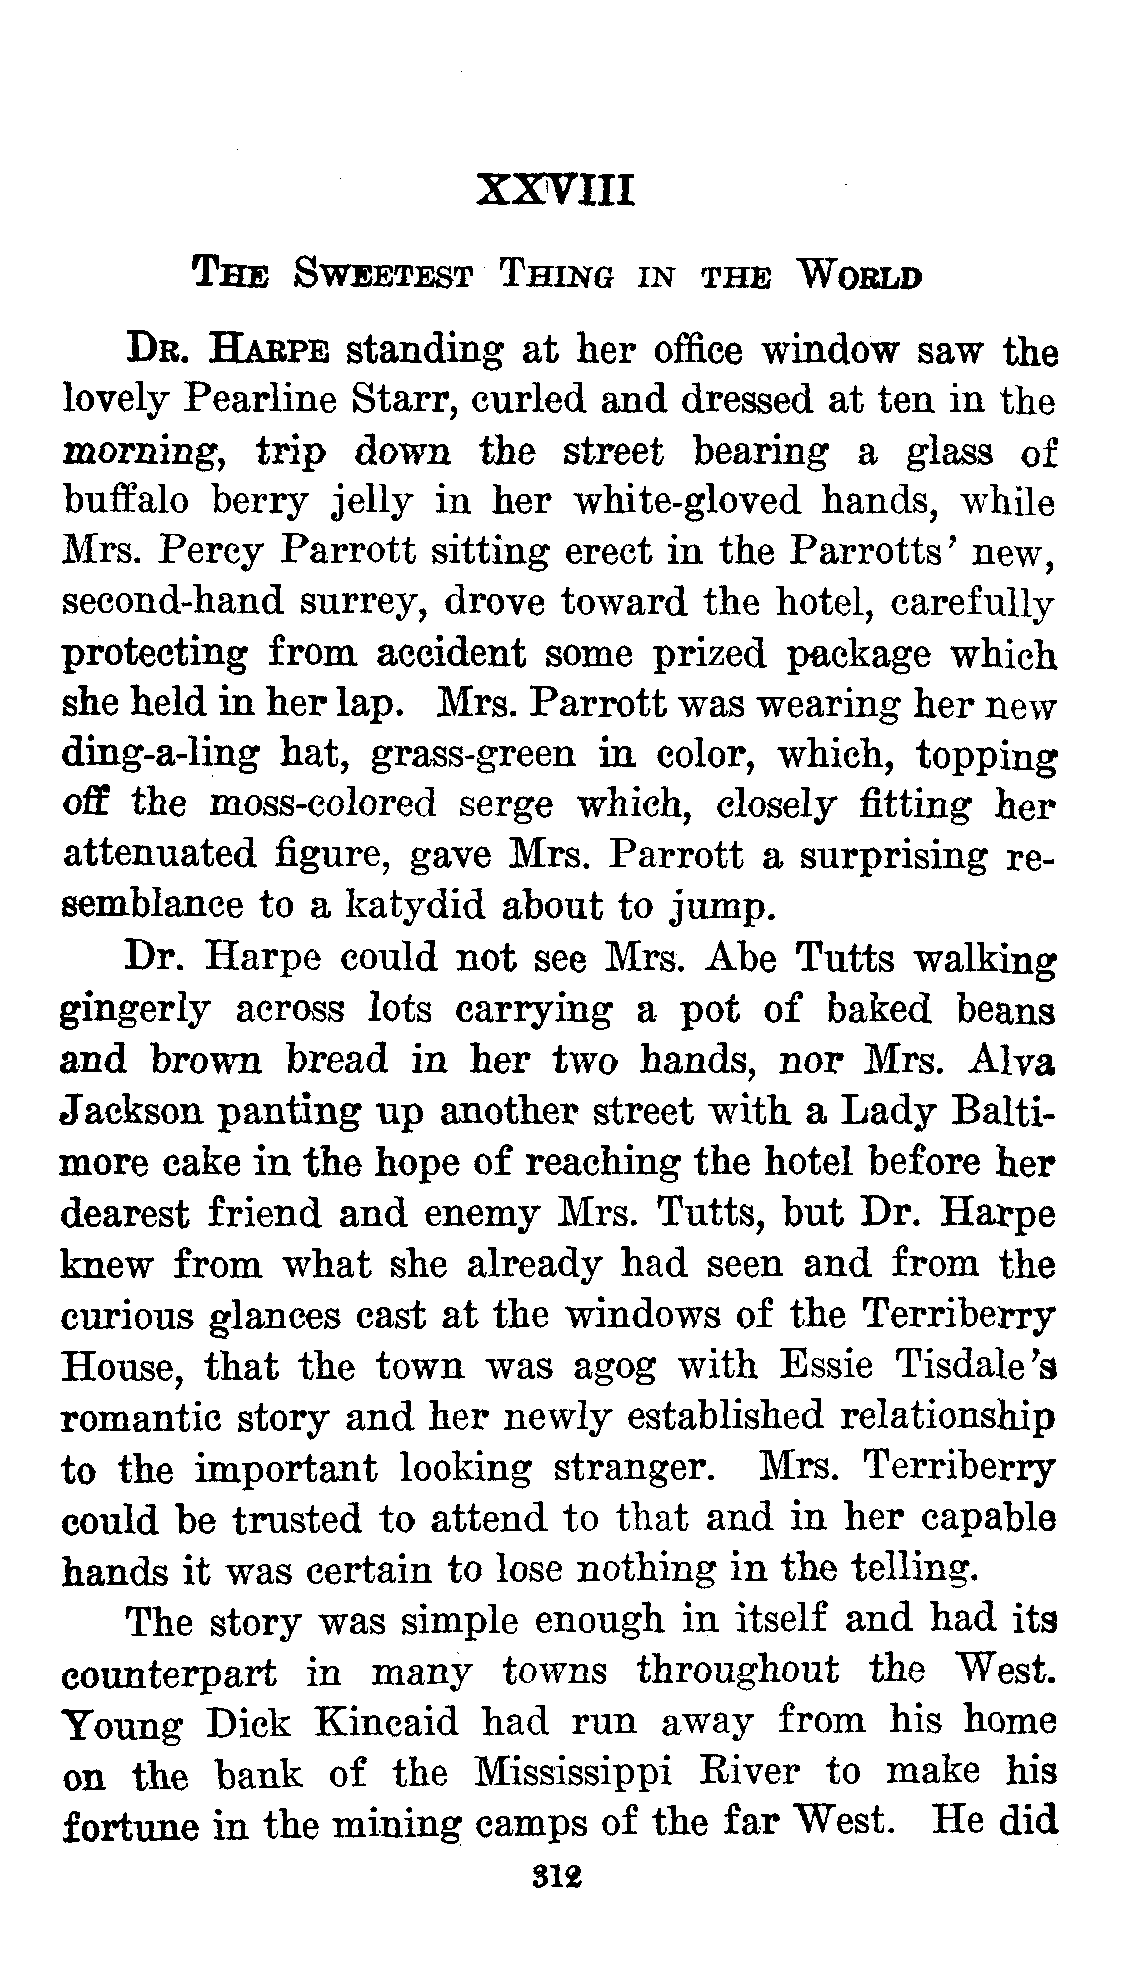 XXVIII
The Sweetest Thing in the World
Dr. Harpe standing at her office window saw the
lovely Pearline Starr, curled and dressed at ten in the
morning, trip down the street bearing a glass of
buffalo berry jelly in her white-gloved hands, while
Mrs. Percy Parrott sitting erect in the Parrotts' new,
second-hand surrey, drove toward the hotel, carefully
protecting from accident some prized package which
she held in her lap. Mrs. Parrott was wearing her new
ding-a-ling hat, grass-green in color, which, topping
off the moss-colored serge which, closely fitting her
attenuated figure, gave Mrs. Parrott a surprising re-
semblance to a katydid about to jump.
Dr. Harpe could not see Mrs. Abe Tutts walking
gingerly across lots carrying a pot of baked beans
and brown bread in her two hands, nor Mrs. Alva
Jackson panting up another street with a Lady Balti-
more cake in the hope of reaching the hotel before her
dearest friend and enemy Mrs. Tutts, but Dr. Harpe
knew from what she already had seen and from the
curious glances cast at the windows of the Terriberry
House, that the town was agog with Essie Tisdale's
romantic story and her newly established relationship
to the important looking stranger. Mrs. Terriberry
could be trusted to attend to that and in her capable
hands it was certain to lose nothing in the telling.
The story was simple enough in itself and had its
counterpart in many towns throughout the West.
Young Dick Kincaid had run away from his home
on the bank of the Mississippi River to make his
fortune in the mining camps of the far West. He did
312